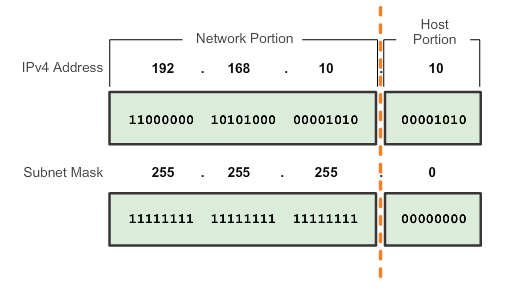 Network Portion
Host
Portion
IPv4 Address 192 . 168 . 10 . 10
11000000 10101000 00001010 00001010
Subnet Mask 255 . 255 . 255 . 0
11111111 11111111 11111111 00000000